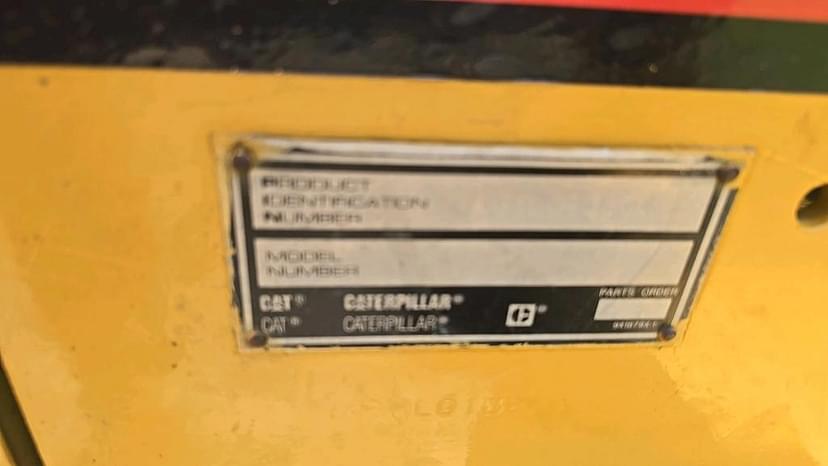 PRODUCT
IDENTIFICATION
NUMBER
MODEL
NUMBER
CAT® CATERPILLAR®
CAT® CATERPILLAR®
PARTS ORDER